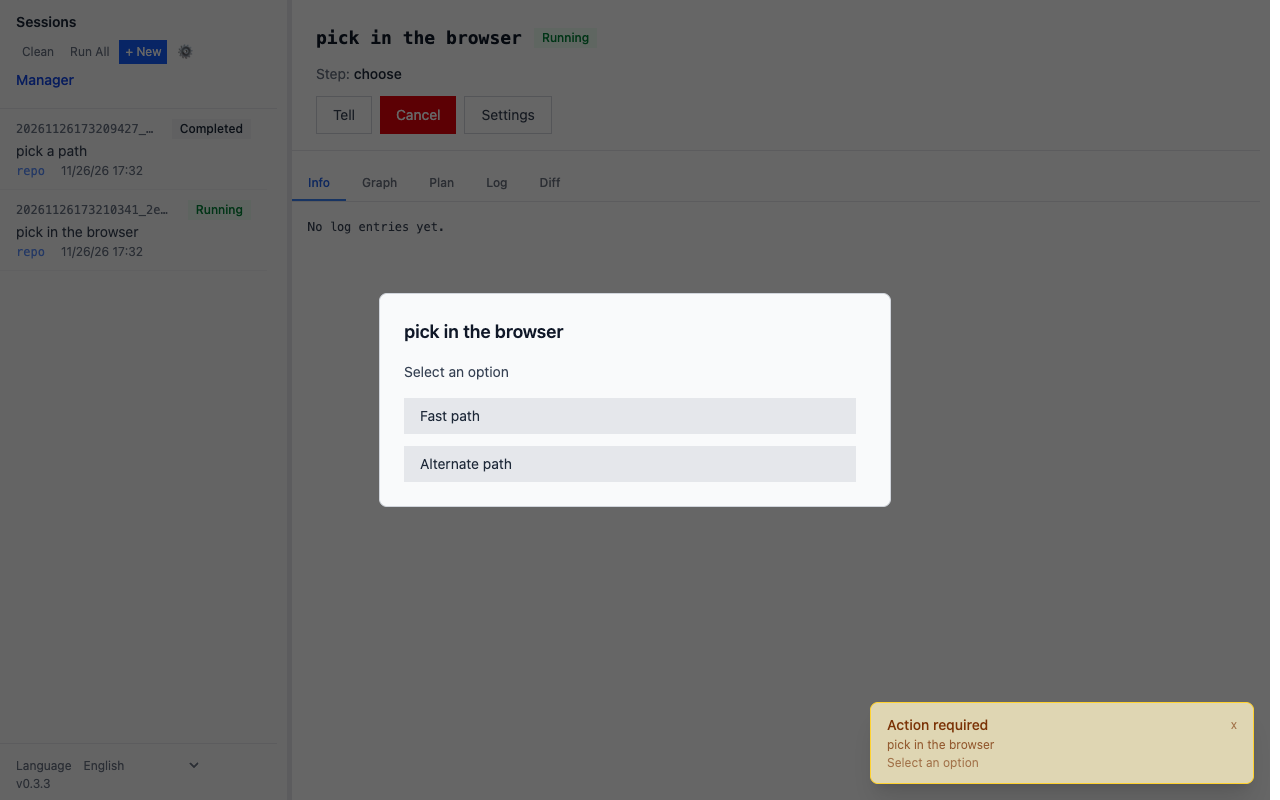 Sessions
Clean Run All + New
Manager
20261126173209427_… Completed
pick a path
repo 11/26/26 17:32
20261126173210341_2e… Running
pick in the browser
repo 11/26/26 17:32
Language English
v0.3.3
pick in the browser Running
Step: choose
Tell Cancel Settings
Info Graph Plan Log Diff
No log entries yet.
pick in the browser
Select an option
Fast path
Alternate path
Action required x
pick in the browser
Select an option